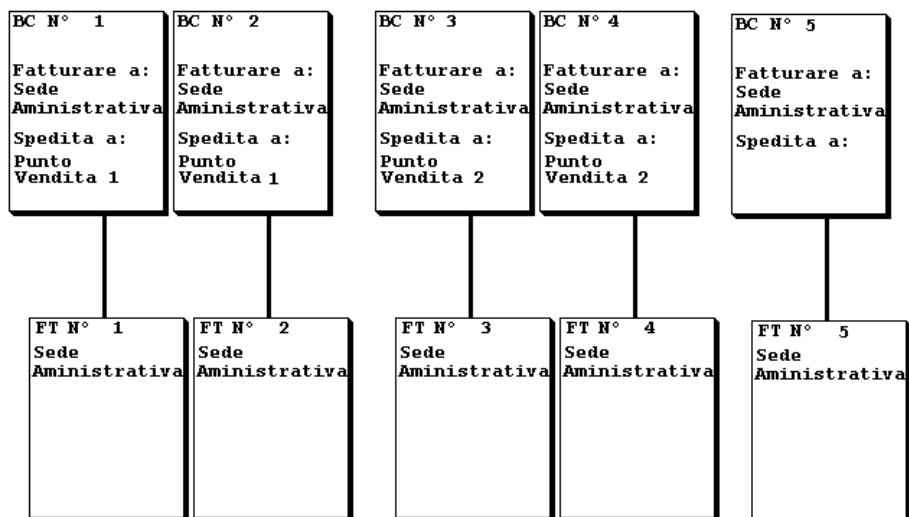 BC N° 1
Fatturare a:
Sede
Aministrativa
Spedita a:
Punto
Vendita 1
BC N° 2
Fatturare a:
Sede
Aministrativa
Spedita a:
Punto
Vendita 1
BC N° 3
Fatturare a:
Sede
Aministrativa
Spedita a:
Punto
Vendita 2
BC N° 4
Fatturare a:
Sede
Aministrativa
Spedita a:
Punto
Vendita 2
BC N° 5
Fatturare a:
Sede
Aministrativa
Spedita a:
FT N° 1
Sede
Aministrativa
FT N° 2
Sede
Aministrativa
FT N° 3
Sede
Aministrativa
FT N° 4
Sede
Aministrativa
FT N° 5
Sede
Aministrativa